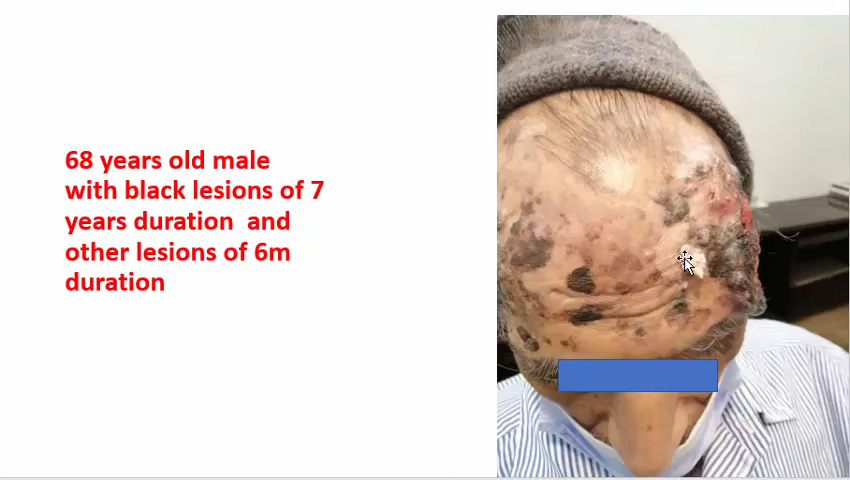 68 years old male
with black lesions of 7
years duration and
other lesions of 6m
duration